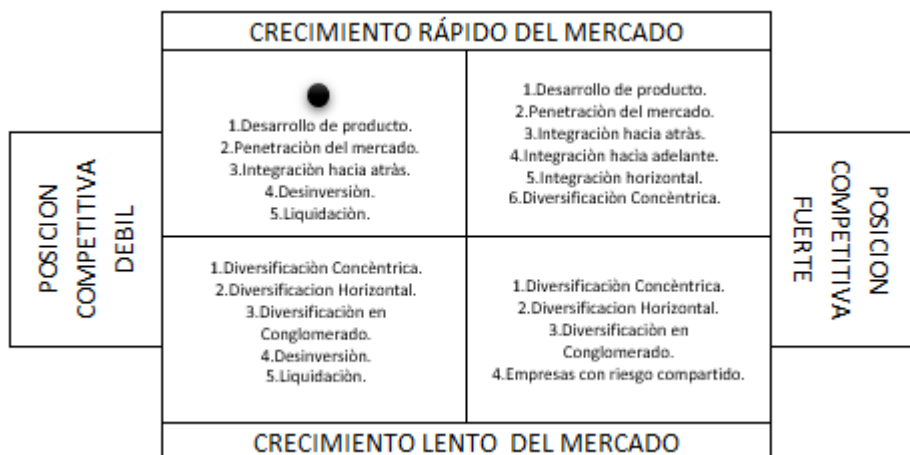 CRECIMIENTO RÁPIDO DEL MERCADO
POSICION
COMPETITIVA
DEBIL
1.Desarrollo de producto.
2.Penetraciòn del mercado.
3.Integraciòn hacia atràs.
4.Desinversiòn.
5.Liquidaciòn.
1.Desarrollo de producto.
2.Penetraciòn del mercado.
3.Integraciòn hacia atràs.
4.Integraciòn hacia adelante.
5.Integraciòn horizontal.
6.Diversificaciòn Concèntrica.
POSICION
COMPETITIVA
FUERTE
1.Diversificaciòn Concèntrica.
2.Diversificacion Horizontal.
3.Diversificaciòn en
Conglomerado.
4.Desinversiòn.
5.Liquidaciòn.
1.Diversificaciòn Concèntrica.
2.Diversificacion Horizontal.
3.Diversificaciòn en
Conglomerado.
4.Empresas con riesgo compartido.
CRECIMIENTO LENTO DEL MERCADO